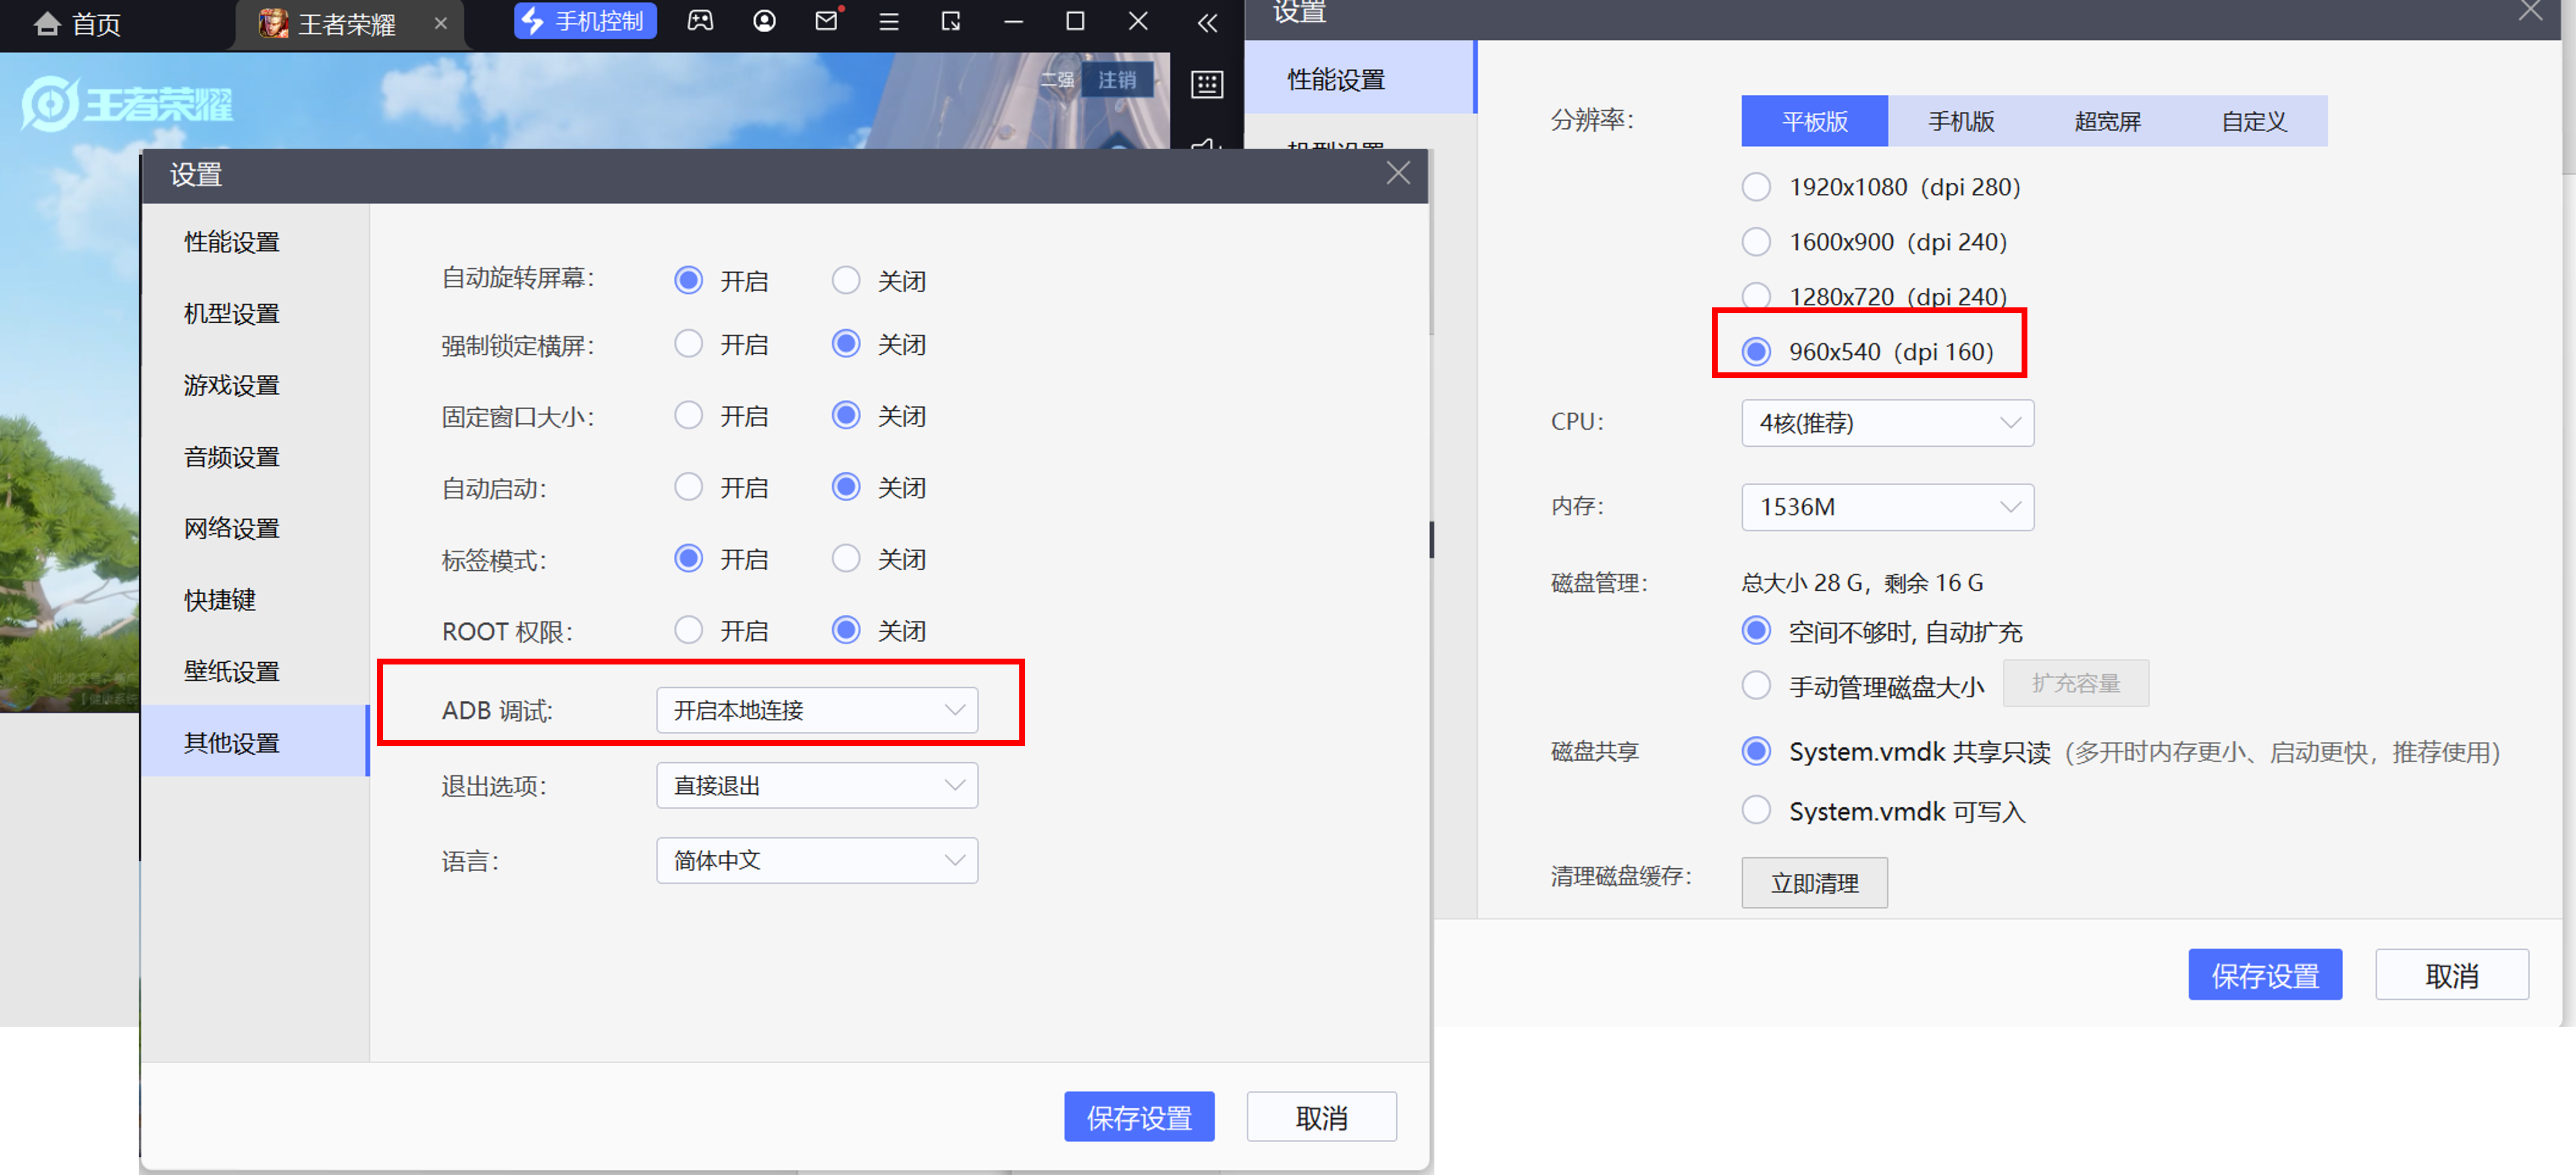 首页
王者荣耀
手机控制
王者荣耀
注销
设置
性能设置
机型设置
游戏设置
音频设置
网络设置
快捷键
壁纸设置
其他设置
自动旋转屏幕:
开启
关闭
强制锁定横屏:
开启
关闭
固定窗口大小:
开启
关闭
自动启动:
开启
关闭
标签模式:
开启
关闭
ROOT 权限:
开启
关闭
ADB 调试:
开启本地连接
退出选项:
直接退出
语言:
简体中文
保存设置
取消
设置
性能设置
机型设置
分辨率:
平板版
手机版
超宽屏
自定义
1920x1080（dpi 280）
1600x900（dpi 240）
1280x720（dpi 240）
960x540（dpi 160）
CPU:
4核(推荐)
内存:
1536M
磁盘管理:
总大小 28 G，剩余 16 G
空间不够时, 自动扩充
手动管理磁盘大小
扩充容量
磁盘共享
System.vmdk 共享只读（多开时内存更小、启动更快，推荐使用）
System.vmdk 可写入
清理磁盘缓存:
立即清理
保存设置
取消